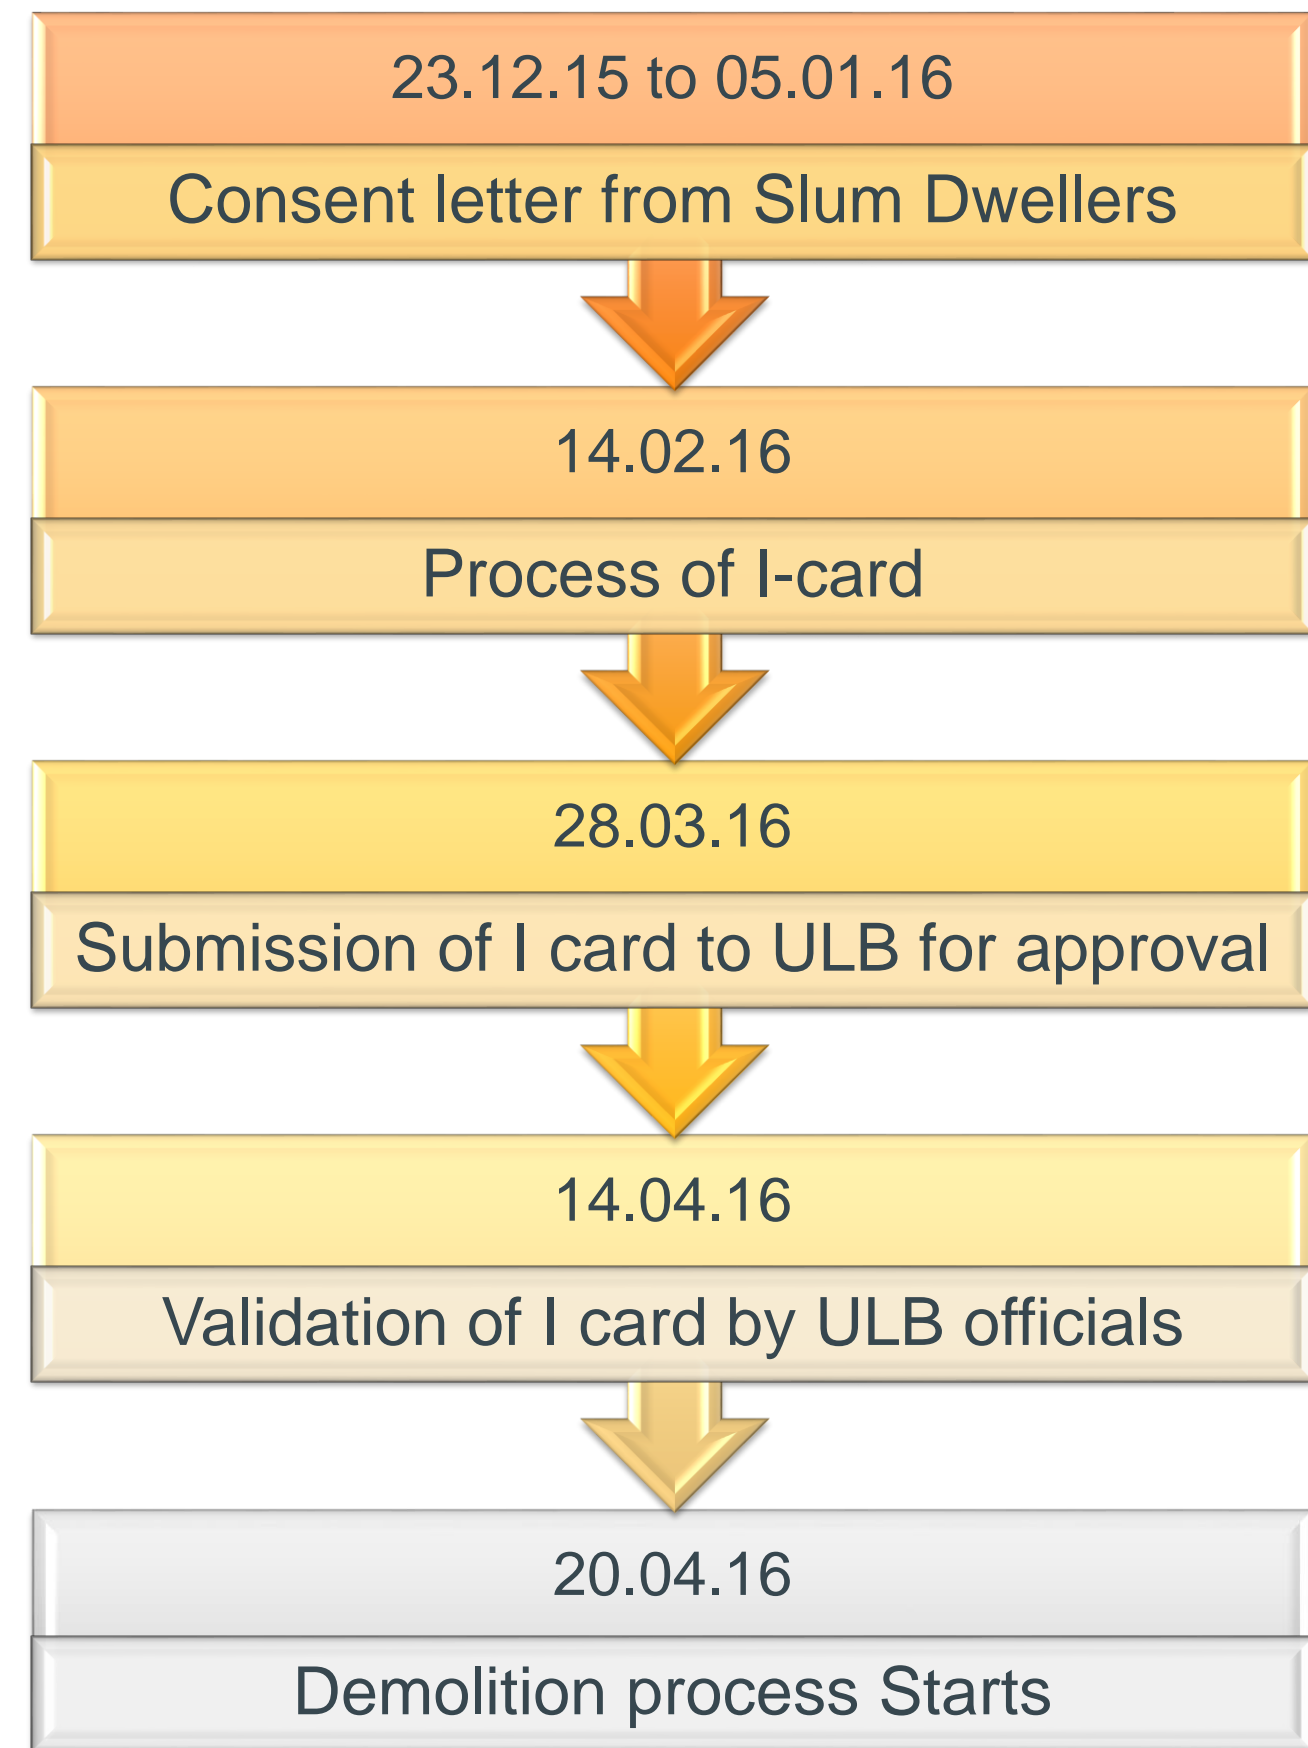 23.12.15 to 05.01.16
Consent letter from Slum Dwellers
14.02.16
Process of I-card
28.03.16
Submission of I card to ULB for approval
14.04.16
Validation of I card by ULB officials
20.04.16
Demolition process Starts